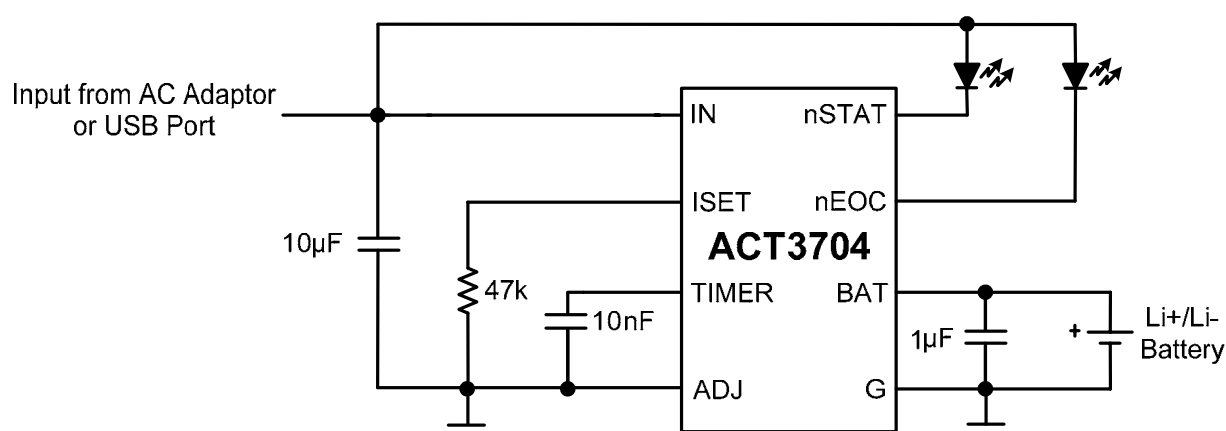 Input from AC Adaptor
or USB Port
IN
nSTAT
ISET
nEOC
ACT3704
10µF
47k
TIMER
BAT
10nF
1µF
+
Li+/Li-
Battery
ADJ
G